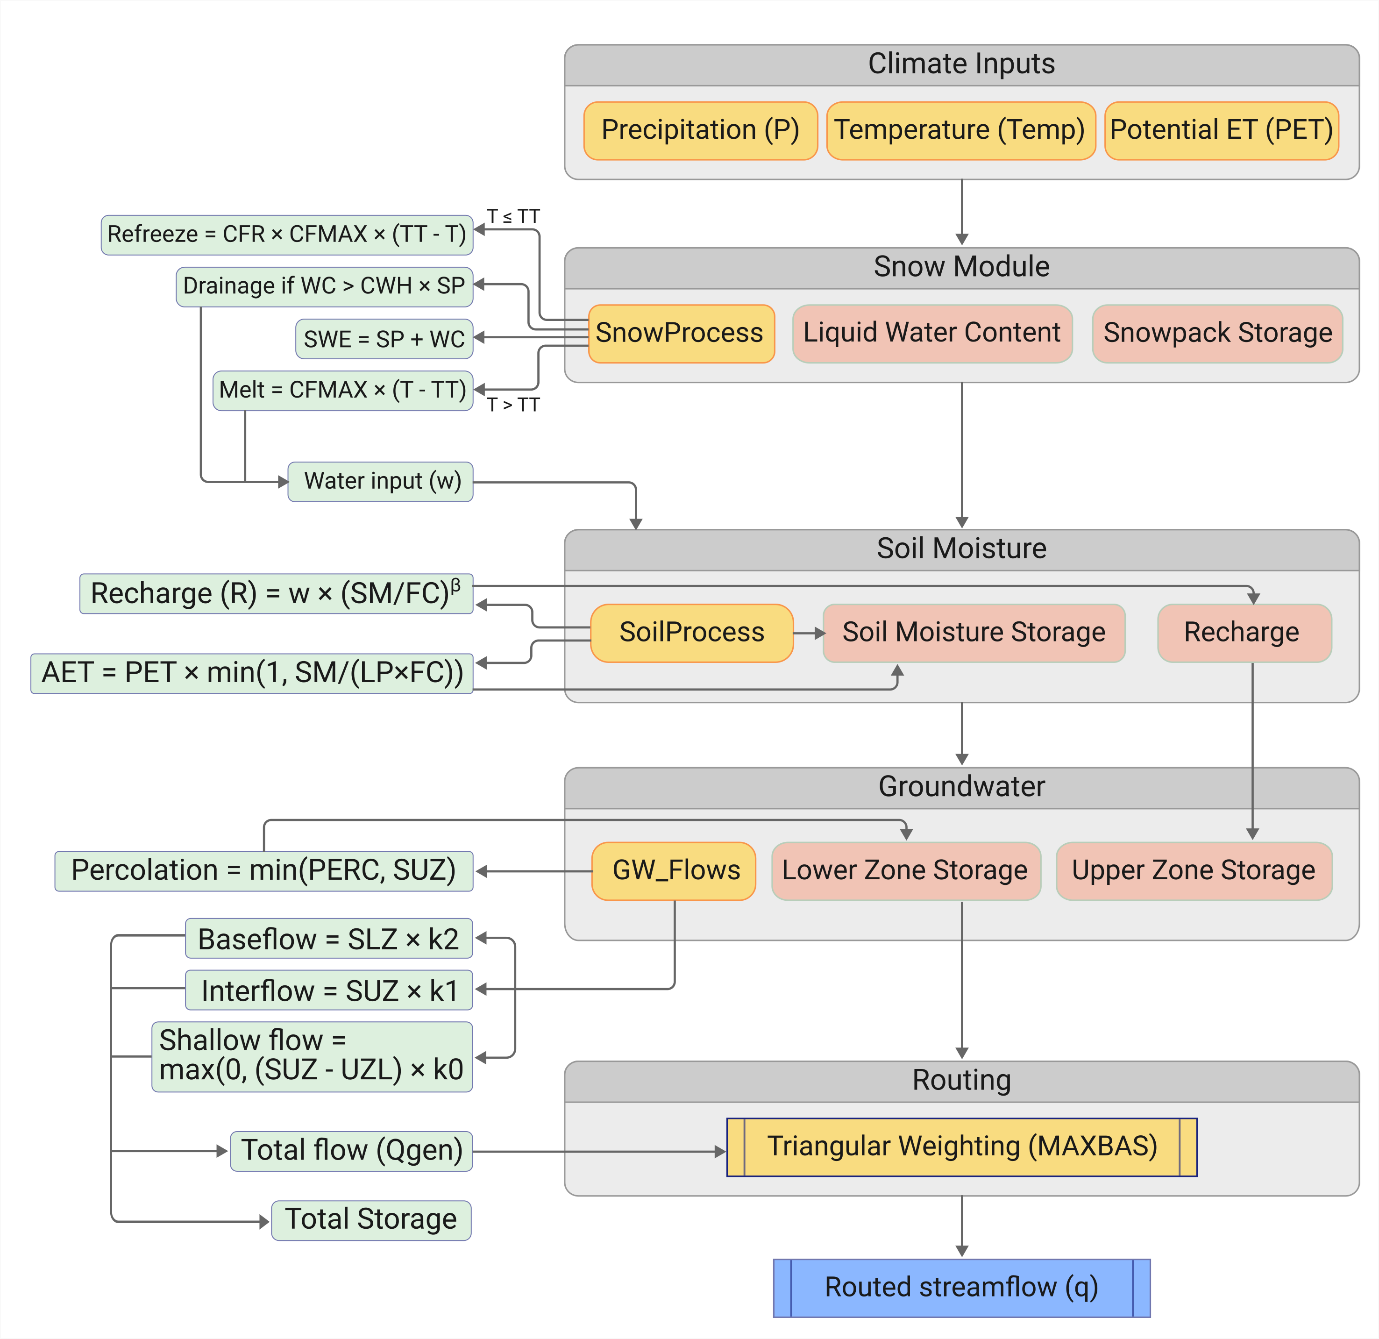 Climate Inputs
Precipitation (P)
Temperature (Temp)
Potential ET (PET)
T ≤ TT
Refreeze = CFR × CFMAX × (TT - T)
Drainage if WC > CWH × SP
SWE = SP + WC
Melt = CFMAX × (T - TT)
T > TT
Snow Module
SnowProcess
Liquid Water Content
Snowpack Storage
Water input (w)
Soil Moisture
Recharge (R) = w × (SM/FC)^β
AET = PET × min(1, SM/(LP×FC))
SoilProcess
Soil Moisture Storage
Recharge
Groundwater
Percolation = min(PERC, SUZ)
GW_Flows
Lower Zone Storage
Upper Zone Storage
Baseflow = SLZ × k2
Interflow = SUZ × k1
Shallow flow =
max(0, (SUZ - UZL) × k0
Routing
Total flow (Qgen)
Triangular Weighting (MAXBAS)
Total Storage
Routed streamflow (q)